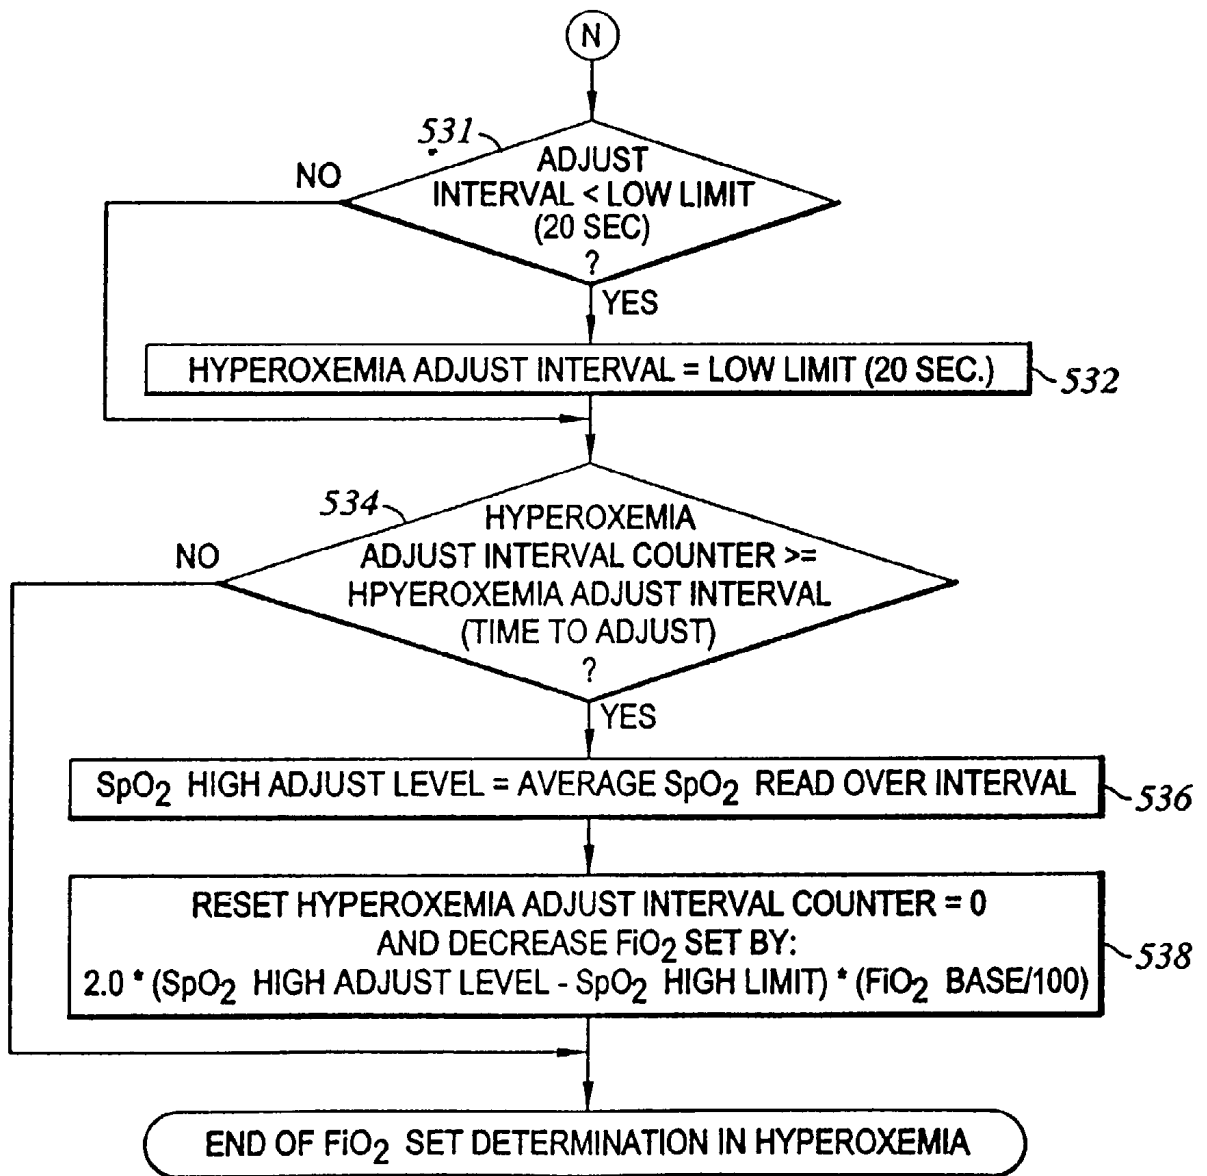 N
531
ADJUST
INTERVAL < LOW LIMIT
(20 SEC)
?
NO
YES
HYPEROXEMIA ADJUST INTERVAL = LOW LIMIT (20 SEC.)
532
534
HYPEROXEMIA
ADJUST INTERVAL COUNTER >=
HPYEROXEMIA ADJUST INTERVAL
(TIME TO ADJUST)
?
NO
YES
SpO2 HIGH ADJUST LEVEL = AVERAGE SpO2 READ OVER INTERVAL
536
RESET HYPEROXEMIA ADJUST INTERVAL COUNTER = 0
AND DECREASE FiO2 SET BY:
2.0 * (SpO2 HIGH ADJUST LEVEL - SpO2 HIGH LIMIT) * (FiO2 BASE/100)
538
END OF FiO2 SET DETERMINATION IN HYPEROXEMIA